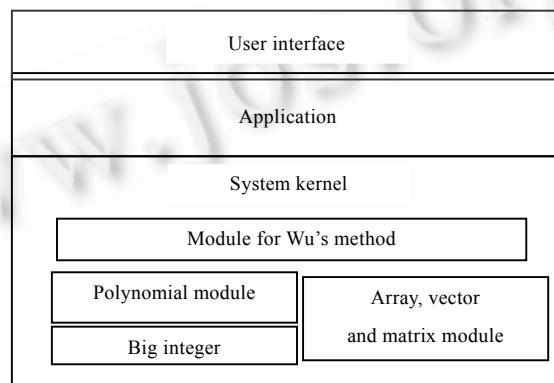 User interface
Application
System kernel
Module for Wu's method
Polynomial module
Big integer
Array, vector
and matrix module